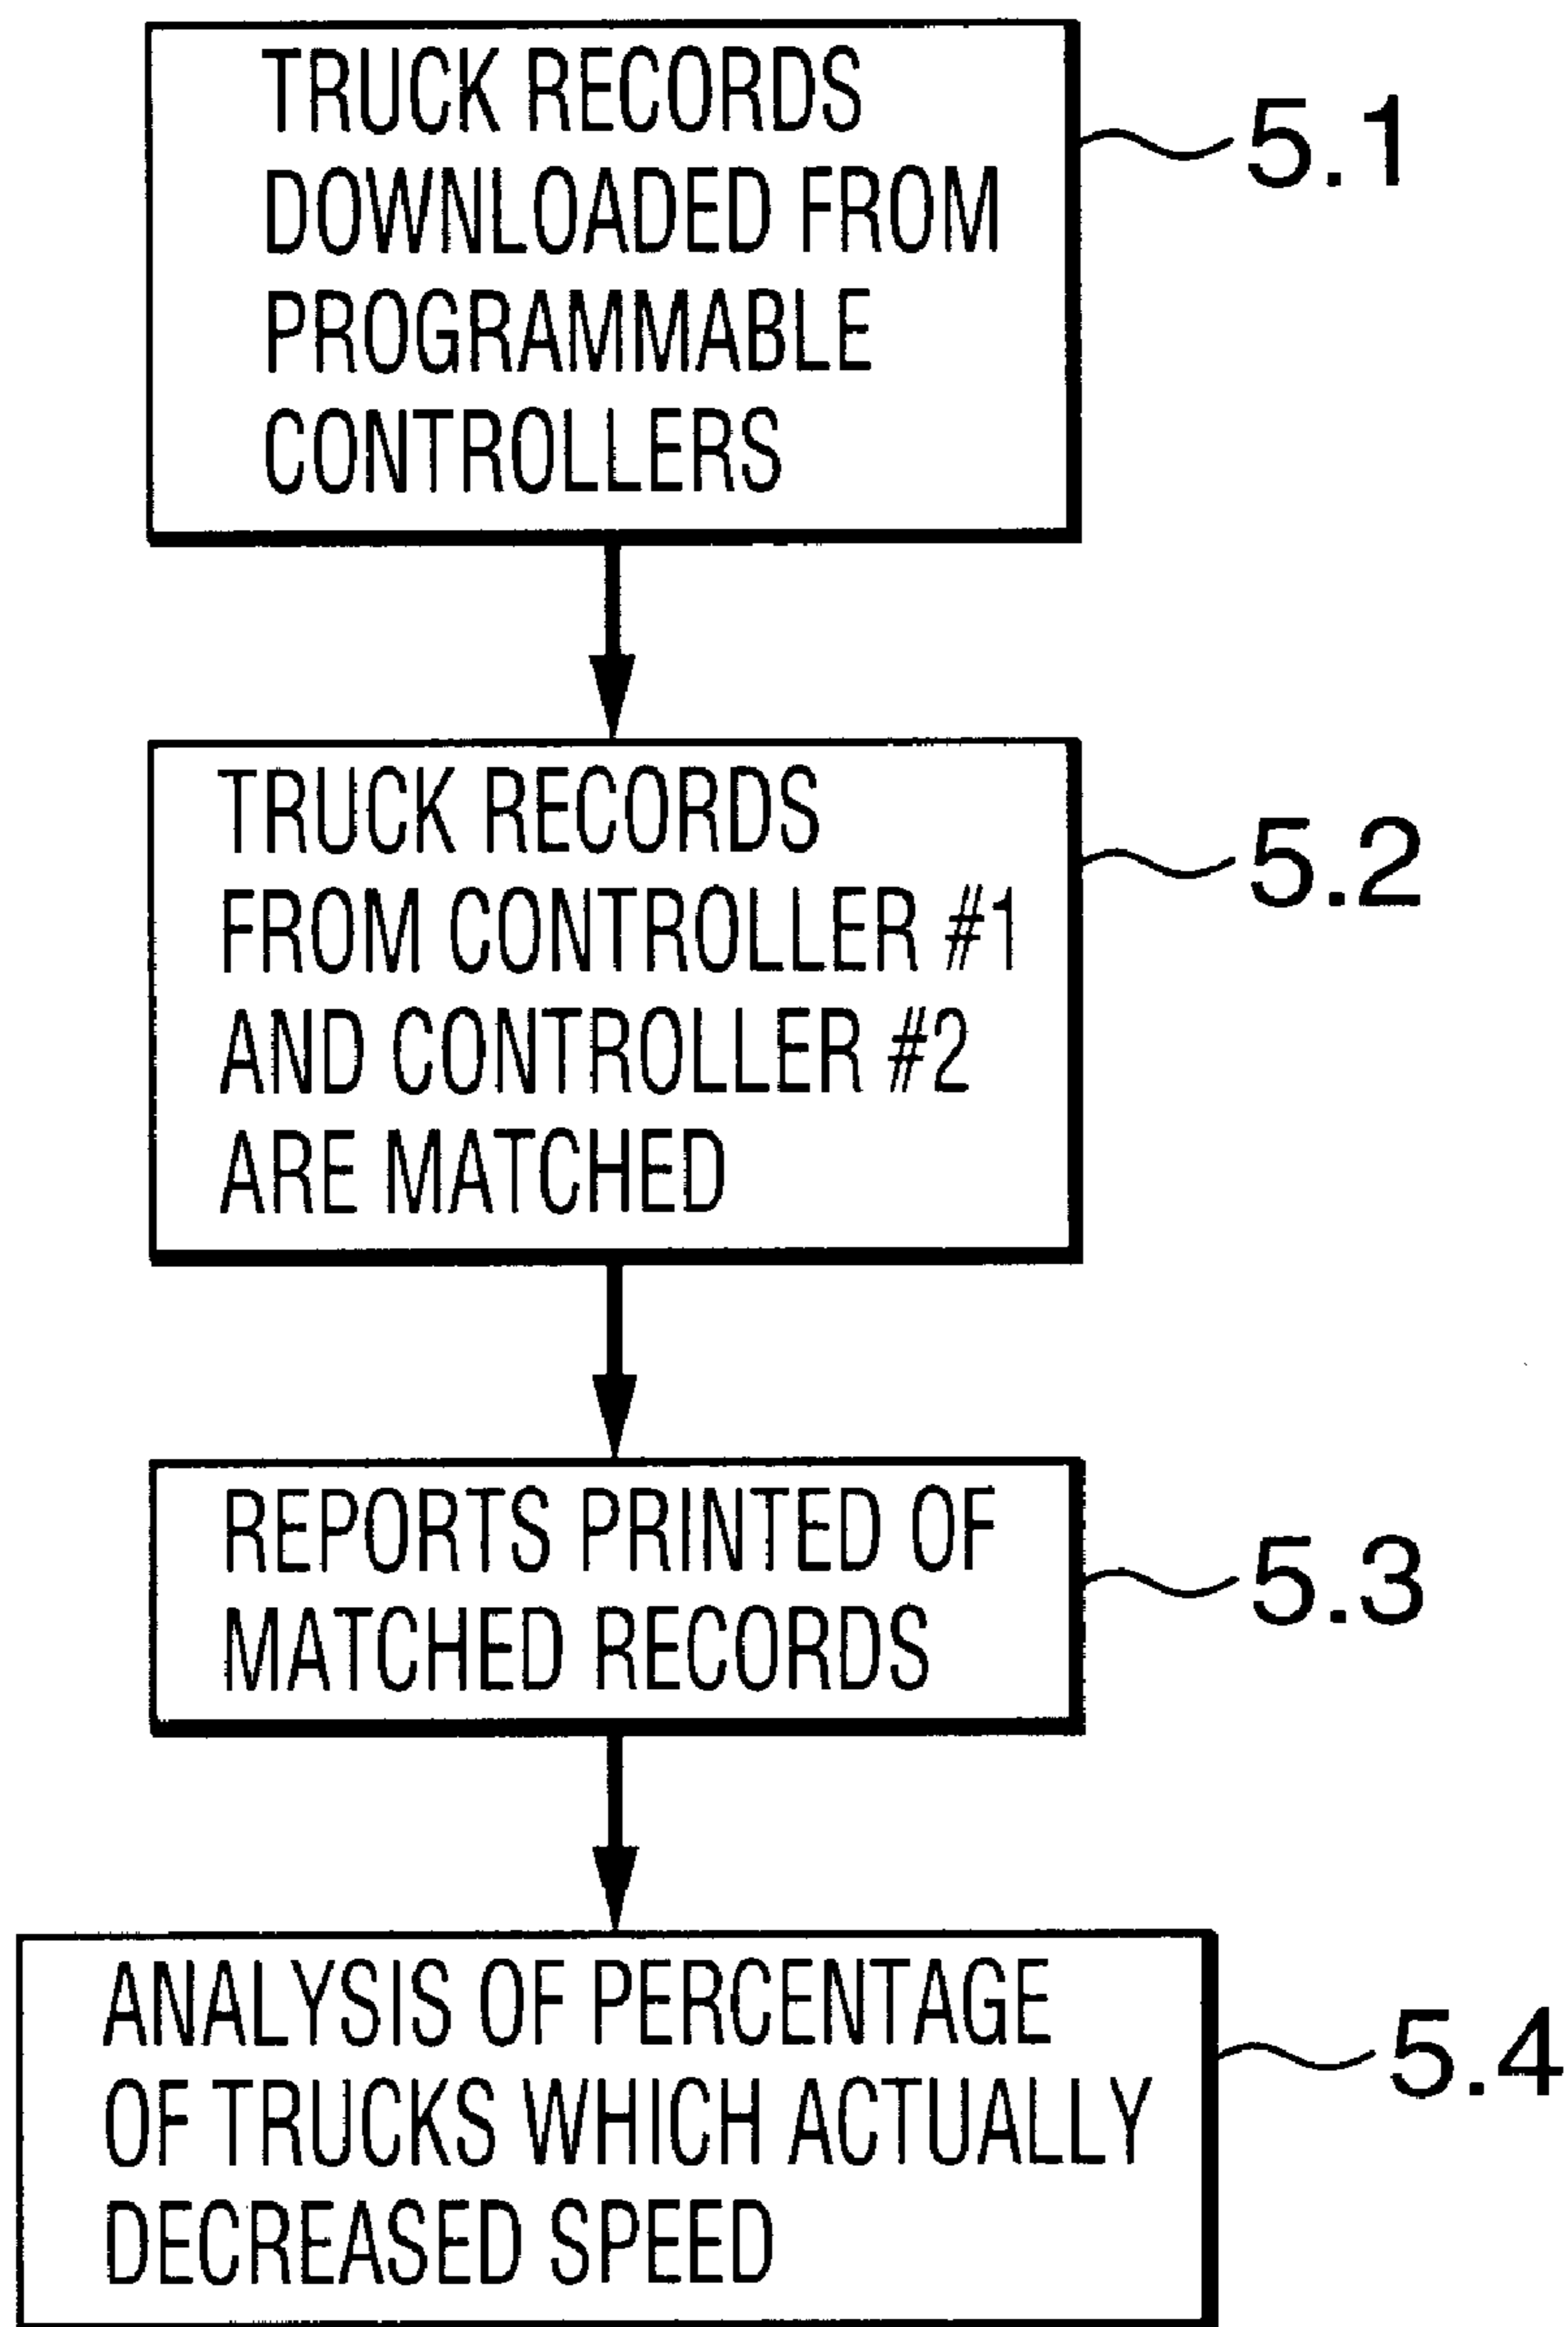 TRUCK RECORDS
DOWNLOADED FROM
PROGRAMMABLE
CONTROLLERS
5.1
TRUCK RECORDS
FROM CONTROLLER #1
AND CONTROLLER #2
ARE MATCHED
5.2
REPORTS PRINTED OF
MATCHED RECORDS
5.3
ANALYSIS OF PERCENTAGE
OF TRUCKS WHICH ACTUALLY
DECREASED SPEED
5.4